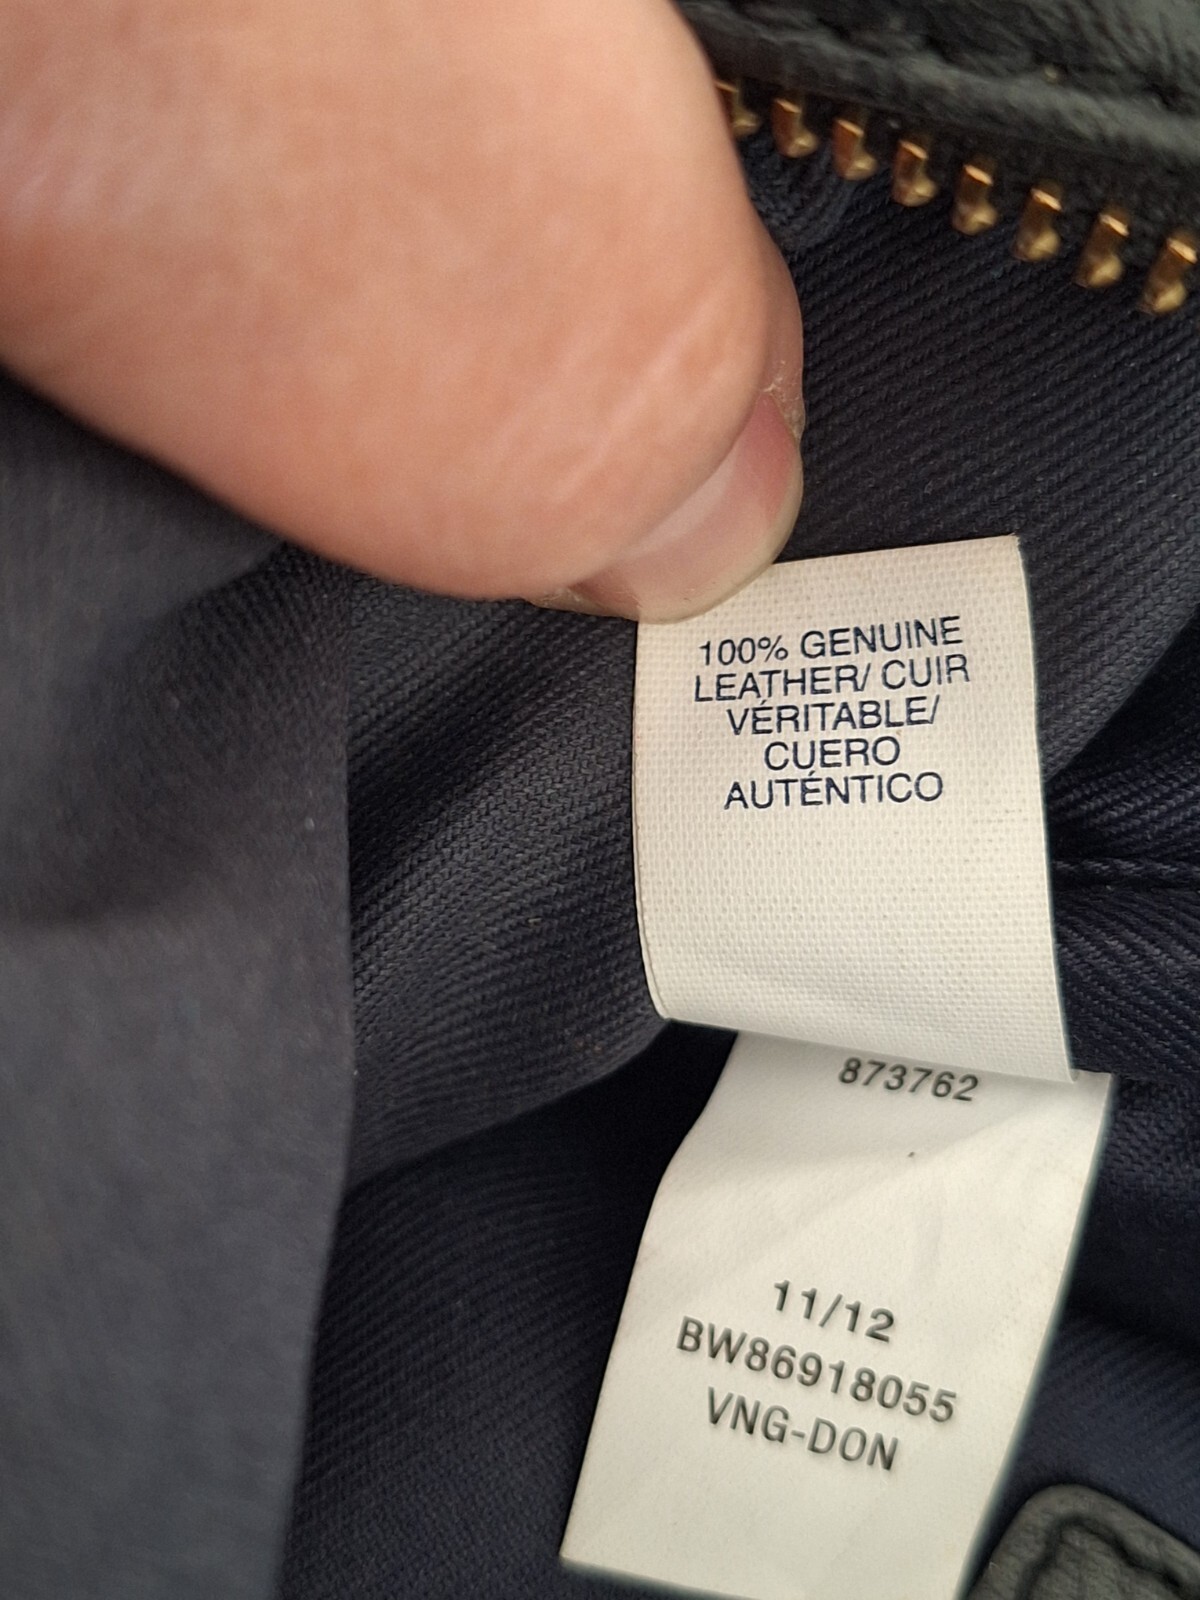 100% GENUINE
LEATHER/ CUIR
VÉRITABLE/
CUERO
AUTÉNTICO
873762
11/12
BW86918055
VNG-DON